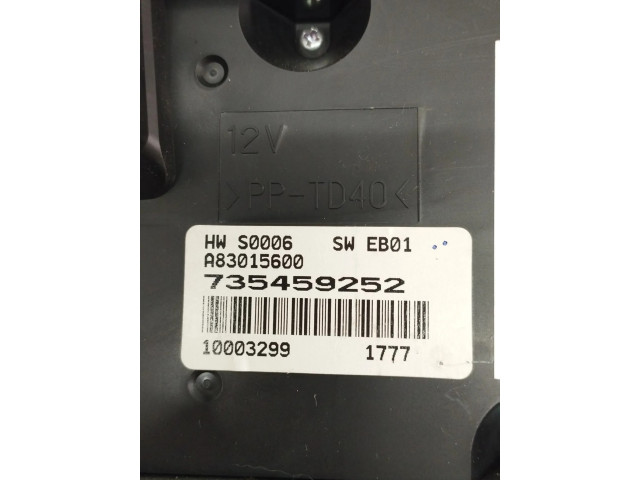 12V
>PP-TD40<
HW S0006 SW EB01
A83015600
735459252
10003299 1777